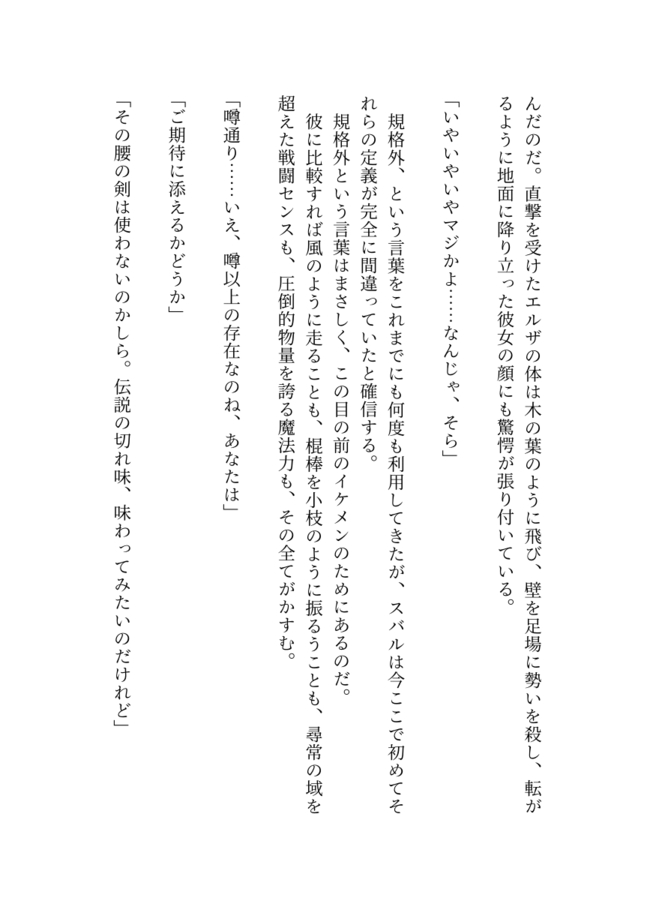 んだのだ。直撃を受けたエルザの体は木の葉のように飛び、壁を足場に勢いを殺し、転が
るように地面に降り立った彼女の顔にも驚愕が張り付いている。
「いやいやいやマジかよ……なんじゃ、そら」
規格外、という言葉をこれまでにも何度も利用してきたが、スバルは今ここで初めてそ
れらの定義が完全に間違っていたと確信する。
規格外という言葉はまさしく、この目の前のイケメンのためにあるのだ。
彼に比較すれば風のように走ることも、棍棒を小枝のように振るうことも、尋常の域を
超えた戦闘センスも、圧倒的物量を誇る魔法力も、その全てがかすむ。
「噂通り……いえ、噂以上の存在なのね、あなたは」
「ご期待に添えるかどうか」
「その腰の剣は使わないのかしら。伝説の切れ味、味わってみたいのだけれど」